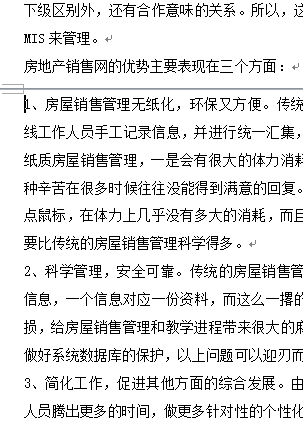 下级区别外，还有合作意味的关系。所以，这
MIS来管理。
房地产销售网的优势主要表现在三个方面：
1、房屋销售管理无纸化，环保又方便。传统
线工作人员手工记录信息，并进行统一汇集，
纸质房屋销售管理，一是会有很大的体力消耗
种辛苦在很多时候往往没能得到满意的回复。
点鼠标，在体力上几乎没有多大的消耗，而且
要比传统的房屋销售管理科学得多。
2、科学管理，安全可靠。传统的房屋销售管
信息，一个信息对应一份资料，而这么一撂的
损，给房屋销售管理和教学进程带来很大的麻
做好系统数据库的保护，以上问题可以迎刃而
3、简化工作，促进其他方面的综合发展。由
人员腾出更多的时间，做更多针对性的个性化